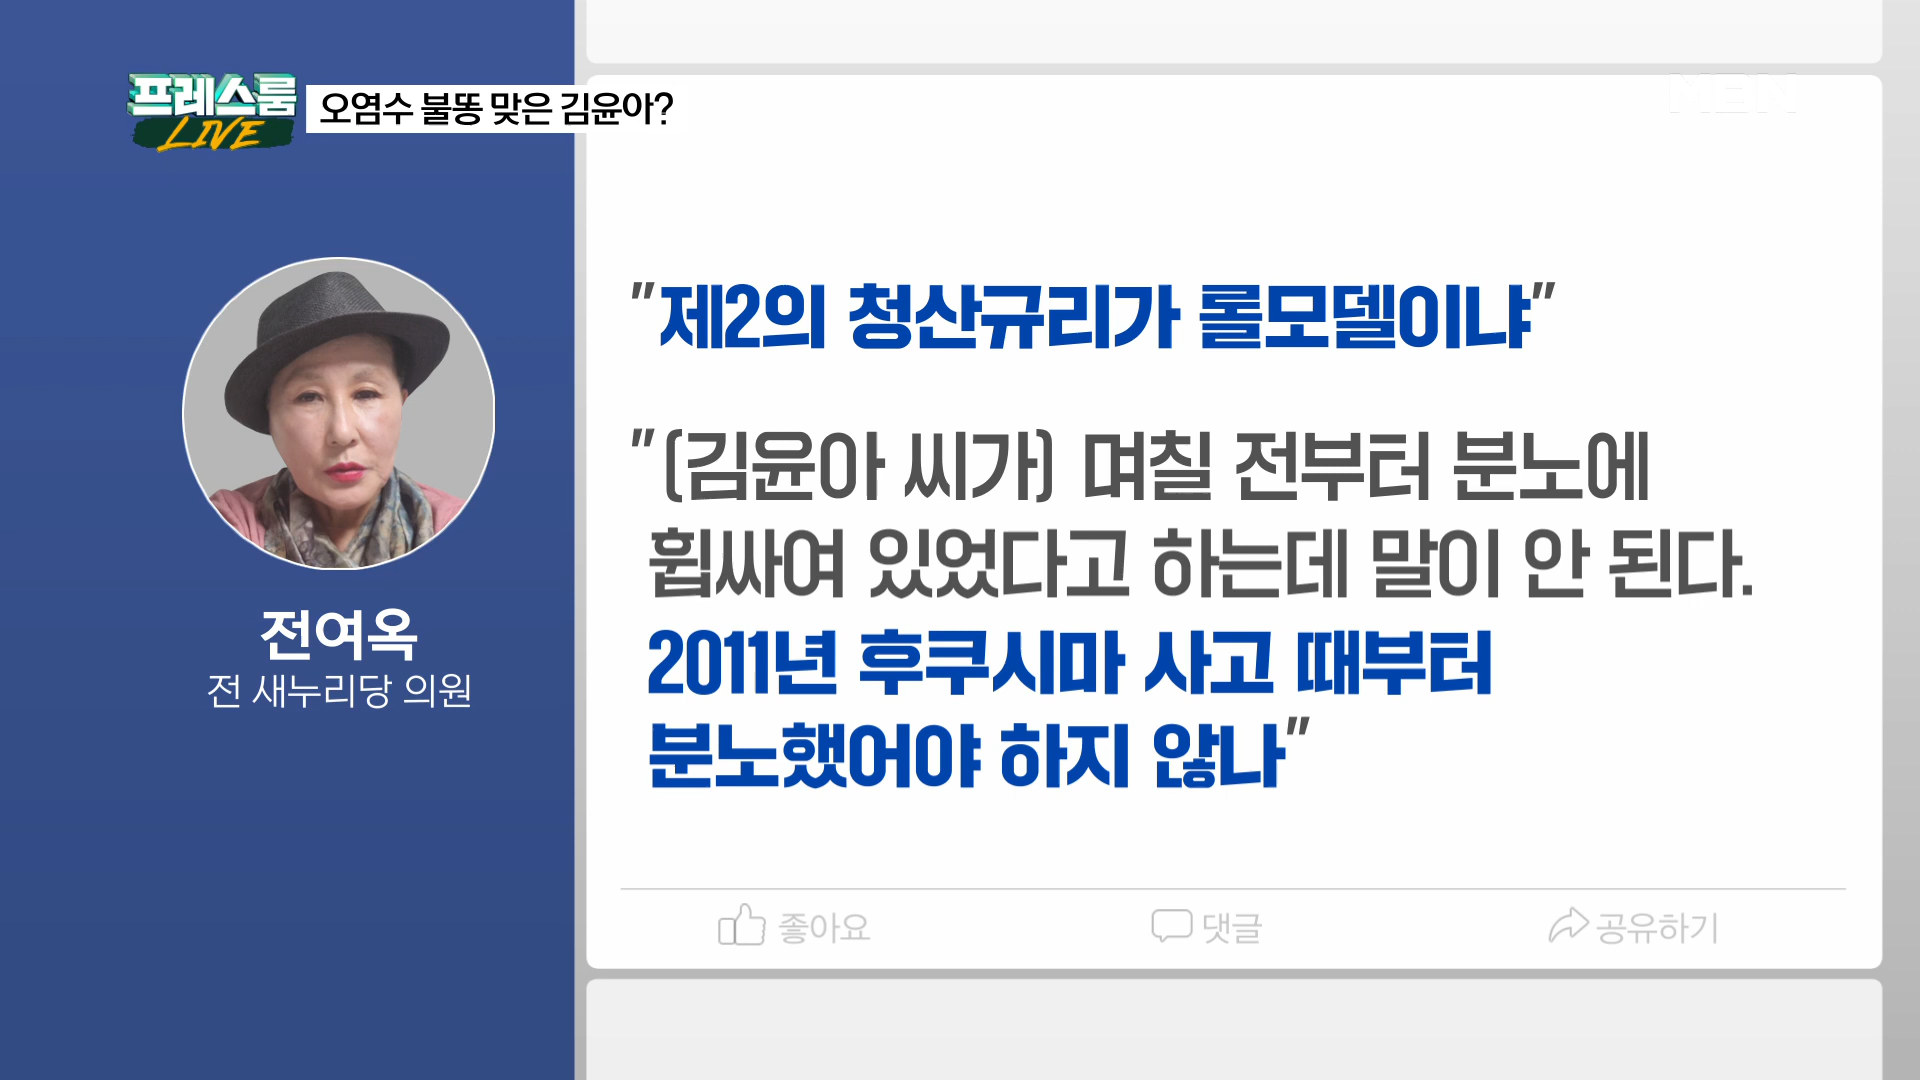 프레스룸
LIVE
오염수 불똥 맞은 김윤아?
MBN
"제2의 청산규리가 롤모델이냐"
"(김윤아 씨가) 며칠 전부터 분노에
휩싸여 있었다고 하는데 말이 안 된다.
2011년 후쿠시마 사고 때부터
분노했어야 하지 않나"
전여옥
전 새누리당 의원
좋아요
댓글
공유하기